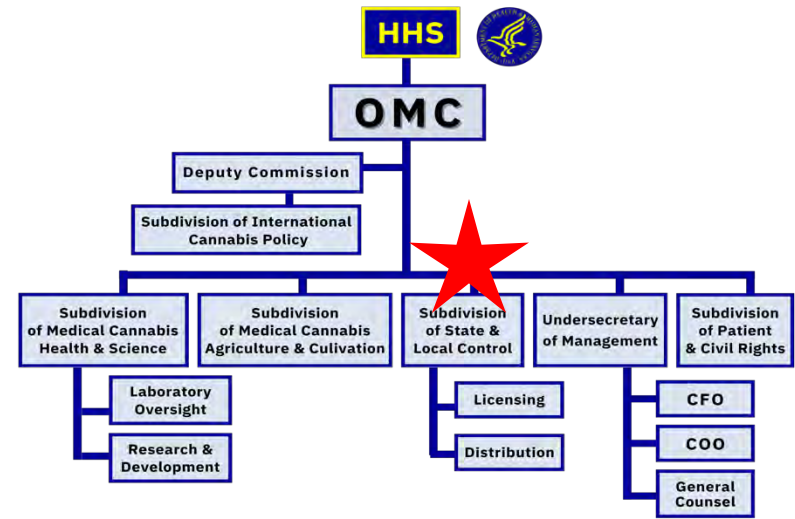 HHS
OMC
Deputy Commission
Subdivision of International
Cannabis Policy
Subdivision
of Medical Cannabis
Health & Science
Subdivision
of Medical Cannabis
Agriculture & Culivation
Subdivision
of State &
Local Control
Undersecretary
of Management
Subdivision
of Patient
& Civil Rights
Laboratory
Oversight
Research &
Development
Licensing
Distribution
CFO
COO
General
Counsel